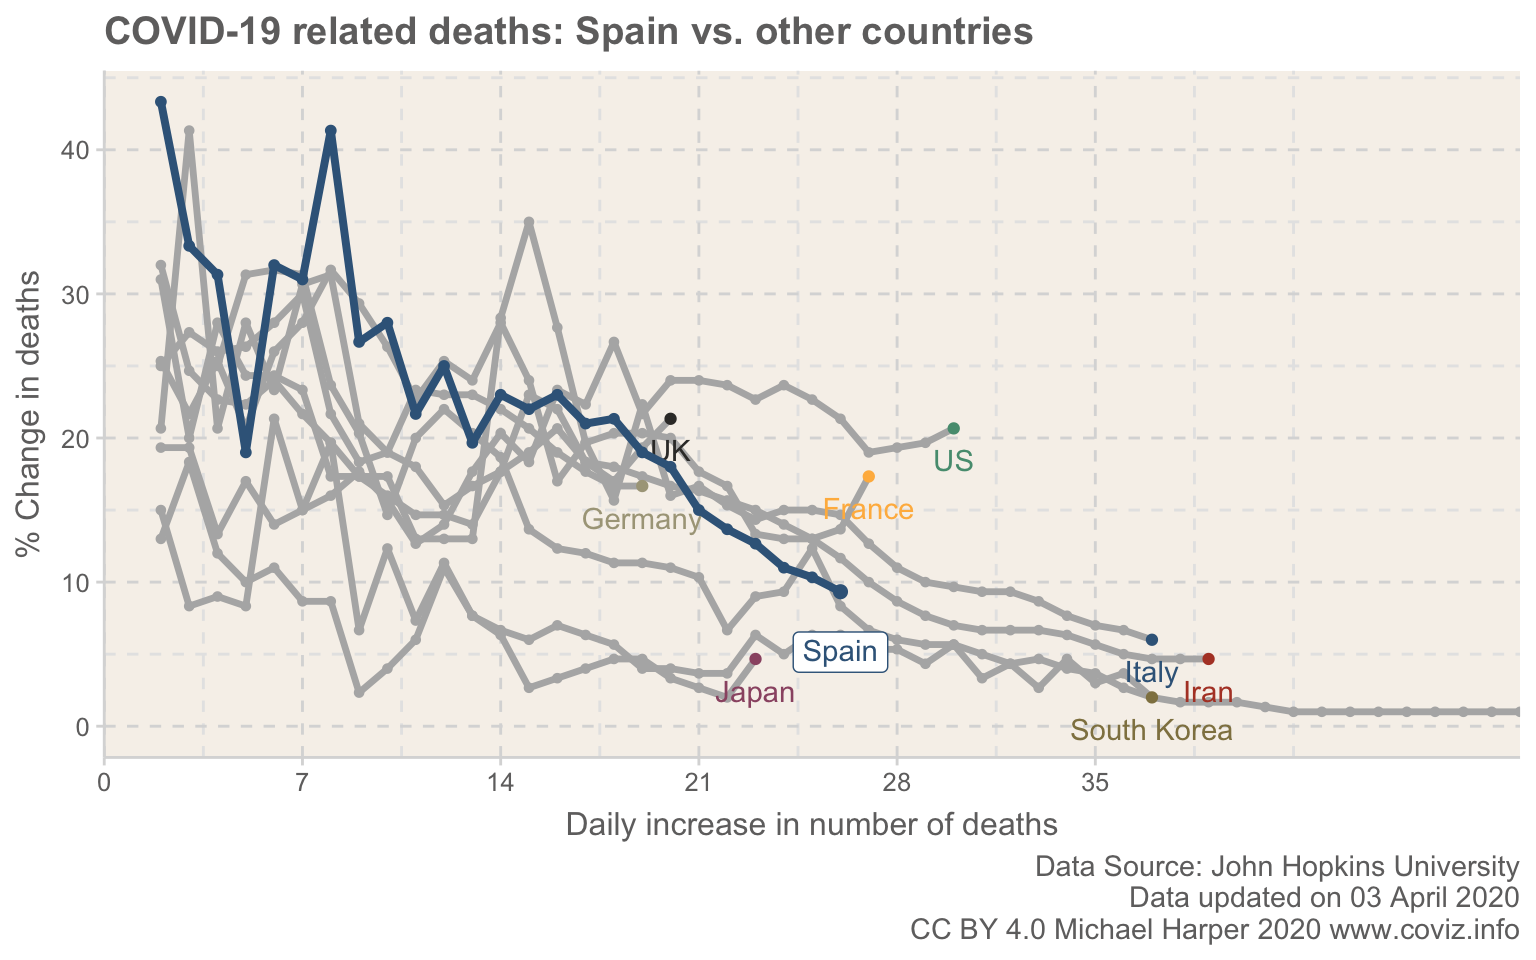 COVID-19 related deaths: Spain vs. other countries
% Change in deaths
40
30
20
10
0
UK
US
France
Germany
Spain
Italy
Japan
Iran
South Korea
0 7 14 21 28 35
Daily increase in number of deaths
Data Source: John Hopkins University
Data updated on 03 April 2020
CC BY 4.0 Michael Harper 2020 www.coviz.info